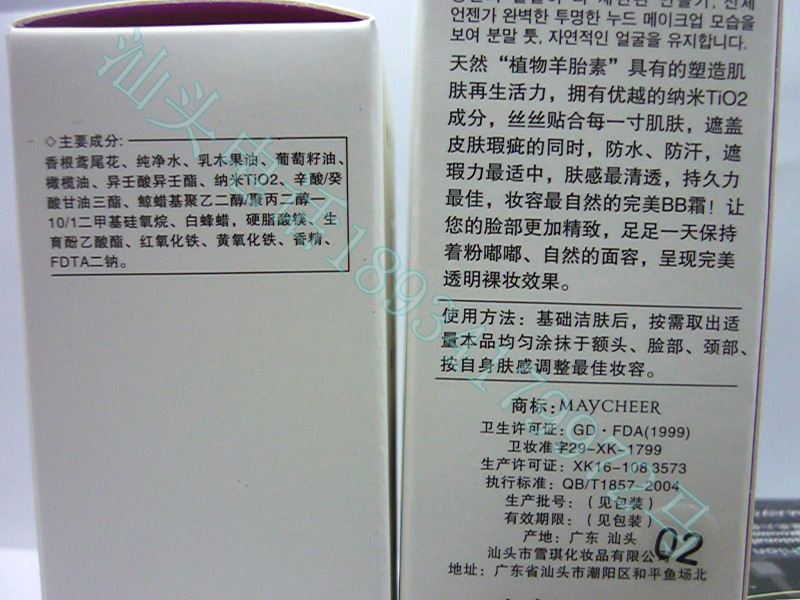 ◇主要成分:
香根鸢尾花、纯净水、乳木果油、葡萄籽油、
橄榄油、异壬酸异壬酯、纳米TiO2、辛酸/癸
酸甘油三酯、鲸蜡基聚乙二醇/聚丙二醇—
10/1二甲基硅氧烷、白蜂蜡，硬脂酸镁、生
育酚乙酸酯、红氧化铁、黄氧化铁、香精、
FDTA二钠。
언젠가 완벽한 투명한 누드 메이크업 모습을
보여 분말 톳, 자연적인 얼굴을 유지합니다.
天然“植物羊胎素”具有的塑造肌
肤再生活力，拥有优越的纳米TiO2
成分，丝丝贴合每一寸肌肤，遮盖
皮肤瑕疵的同时，防水、防汗，遮
瑕力最适中，肤感最清透，持久力
最佳，妆容最自然的完美BB霜！让
您的脸部更加精致，足足一天保持
着粉嘟嘟、自然的面容，呈现完美
透明裸妆效果。
使用方法：基础洁肤后，按需取出适
量本品均匀涂抹于额头、脸部、颈部、
按自身肤感调整最佳妆容。
商标：MAYCHEER
卫生许可证：GD·FDA(1999)
卫妆准字29-XK-1799
生产许可证：XK16-108 3573
执行标准：QB/T1857-2004
生产批号：（见包装）
有效期限：（见包装）
产地：广东 汕头
汕头市雪琪化妆品有限公司
地址：广东省汕头市潮阳区和平鱼场北
02